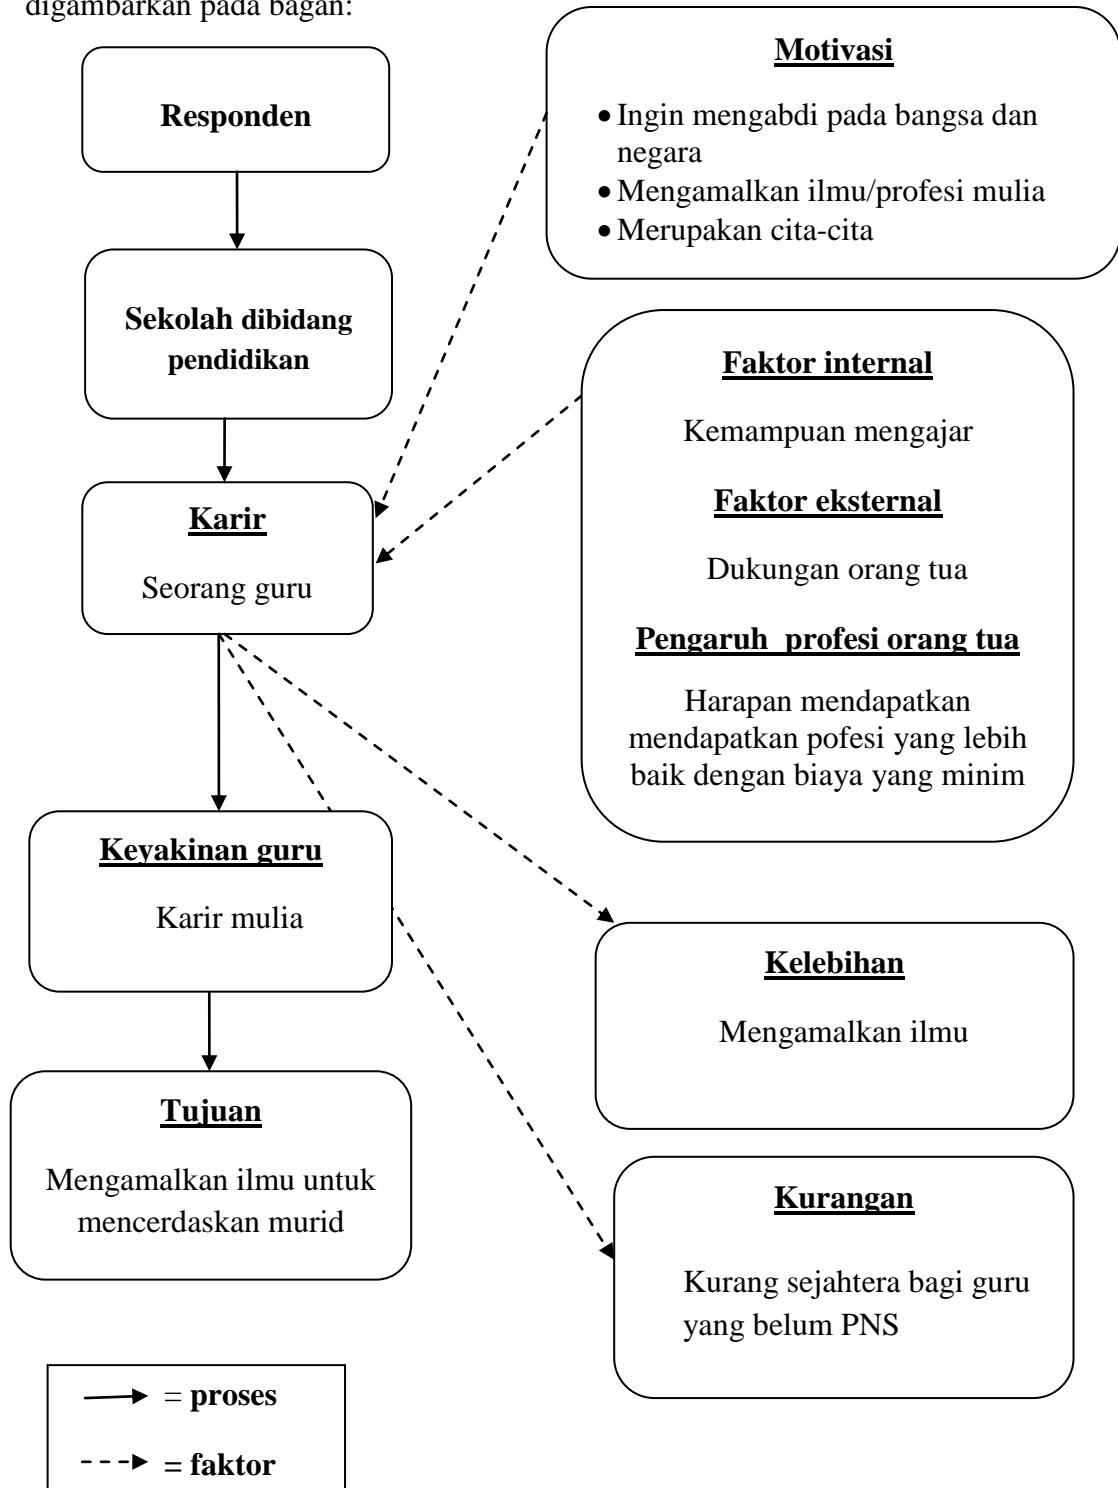 digambarkan pada bagan:
Responden
Sekolah dibidang
pendidikan
Karir
Seorang guru
Keyakinan guru
Karir mulia
Tujuan
Mengamalkan ilmu untuk
mencerdaskan murid
Motivasi
• Ingin mengabdi pada bangsa dan
negara
• Mengamalkan ilmu/profesi mulia
• Merupakan cita-cita
Faktor internal
Kemampuan mengajar
Faktor eksternal
Dukungan orang tua
Pengaruh profesi orang tua
Harapan mendapatkan
mendapatkan pofesi yang lebih
baik dengan biaya yang minim
Kelebihan
Mengamalkan ilmu
Kurangan
Kurang sejahtera bagi guru
yang belum PNS
= proses
= faktor